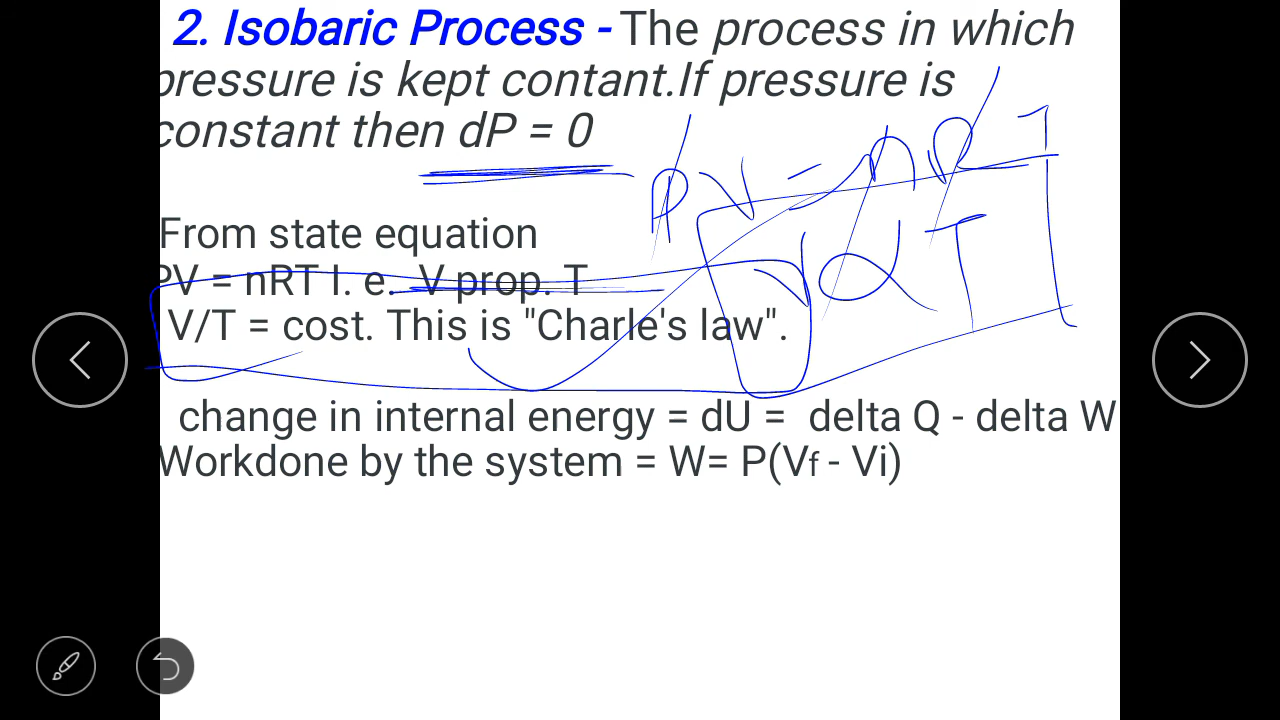 2. Isobaric Process - The process in which
pressure is kept contant.If pressure is
constant then dP = 0
PV = nRT
V α T
From state equation
PV = nRT I. e. V prop. T
V/T = cost. This is "Charle's law".
change in internal energy = dU = delta Q - delta W
Workdone by the system = W= P(Vf - Vi)